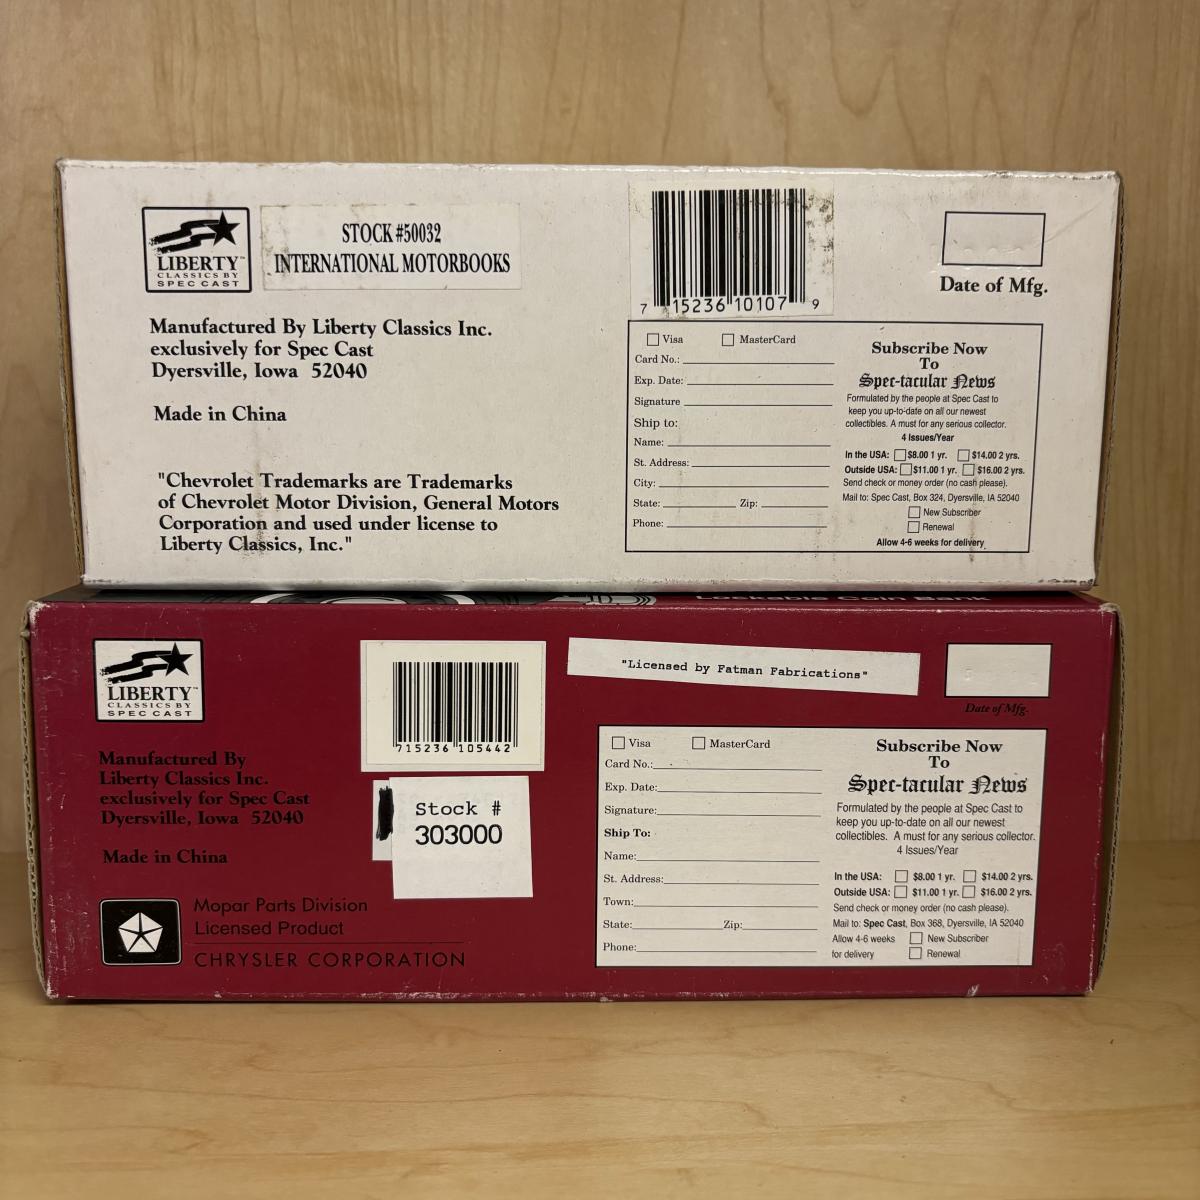 LIBERTY™
CLASSICS BY
SPEC CAST
STOCK #50032
INTERNATIONAL MOTORBOOKS
Manufactured By Liberty Classics Inc.
exclusively for Spec Cast
Dyersville, Iowa 52040
Made in China
"Chevrolet Trademarks are Trademarks
of Chevrolet Motor Division, General Motors
Corporation and used under license to
Liberty Classics, Inc."
7 15236 10107 9
Date of Mfg.
Visa MasterCard
Card No.:
Exp. Date:
Signature
Ship to:
Name:
St. Address:
City:
State: Zip:
Phone:
Subscribe Now
To
Spec-tacular News
Formulated by the people at Spec Cast to
keep you up-to-date on all our newest
collectibles. A must for any serious collector.
4 Issues/Year
In the USA: $8.00 1 yr. $14.00 2 yrs.
Outside USA: $11.00 1 yr. $16.00 2 yrs.
Send check or money order (no cash please).
Mail to: Spec Cast, Box 324, Dyersville, IA 52040
New Subscriber
Renewal
Allow 4-6 weeks for delivery
Lockable Coin Bank
LIBERTY™
CLASSICS BY
SPEC CAST
Manufactured By
Liberty Classics Inc.
exclusively for Spec Cast
Dyersville, Iowa 52040
Made in China
Mopar Parts Division
Licensed Product
CHRYSLER CORPORATION
715236 105442
Stock #
303000
"Licensed by Fatman Fabrications"
Date of Mfg.
Visa MasterCard
Card No.:
Exp. Date:
Signature:
Ship To:
Name:
St. Address:
Town:
State: Zip:
Phone:
Subscribe Now
To
Spec-tacular News
Formulated by the people at Spec Cast to
keep you up-to-date on all our newest
collectibles. A must for any serious collector.
4 Issues/Year
In the USA: $8.00 1 yr. $14.00 2 yrs.
Outside USA: $11.00 1 yr. $16.00 2 yrs.
Send check or money order (no cash please).
Mail to: Spec Cast, Box 368, Dyersville, IA 52040
Allow 4-6 weeks New Subscriber
for delivery Renewal